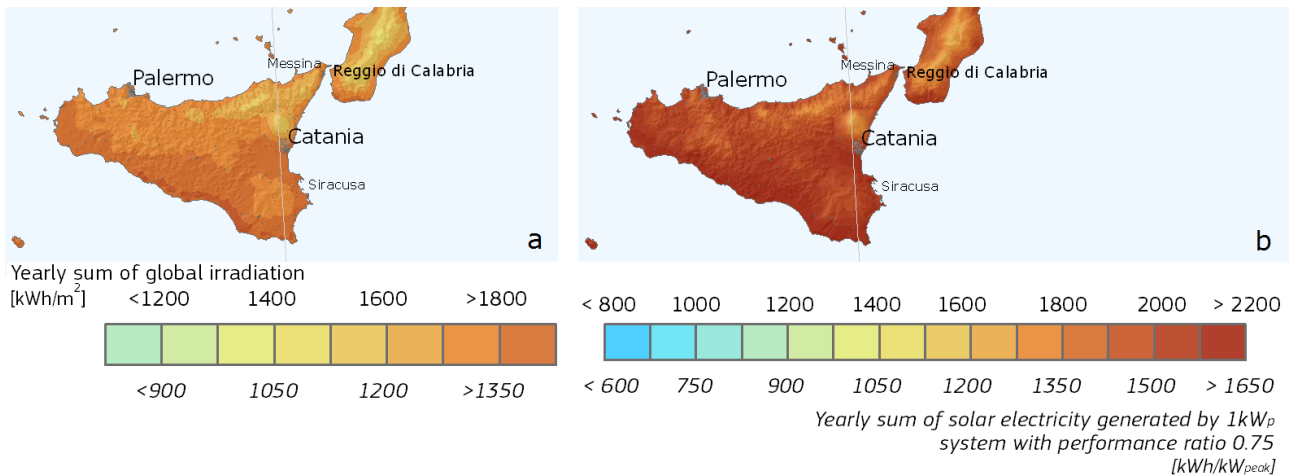 Palermo
Messina
Reggio di Calabria
Catania
Siracusa
a
Palermo
Messina
Reggio di Calabria
Catania
Siracusa
b
Yearly sum of global irradiation
[kWh/m²] <1200 1400 1600 >1800
<900 1050 1200 >1350
< 800 1000 1200 1400 1600 1800 2000 > 2200
< 600 750 900 1050 1200 1350 1500 > 1650
Yearly sum of solar electricity generated by 1kWp
system with performance ratio 0.75
[kWh/kWpeak]